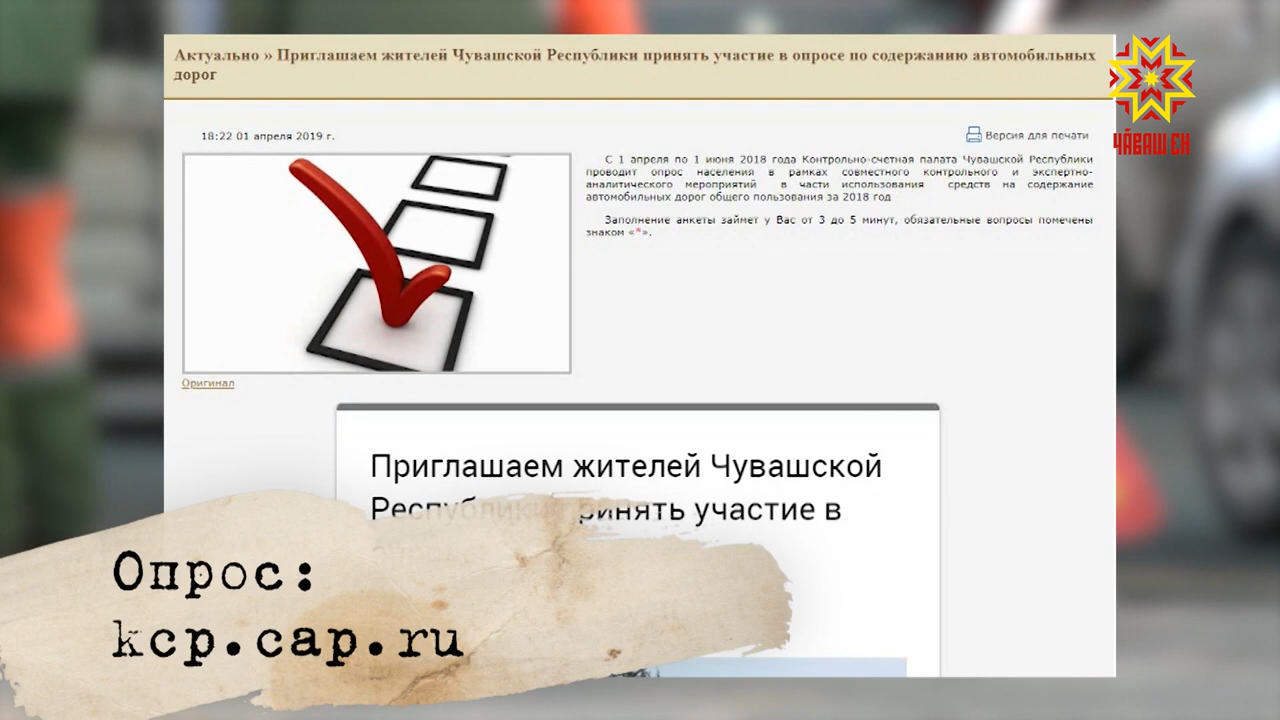 Актуально » Приглашаем жителей Чувашской Республики принять участие в опросе по содержанию автомобильных
дорог
ЧӐВАШ ЕН
18:22 01 апреля 2019 г.
Версия для печати
С 1 апреля по 1 июня 2018 года Контрольно-счетная палата Чувашской Республики
проводит опрос населения в рамках совместного контрольного и экспертно-
аналитического мероприятий в части использования средств на содержание
автомобильных дорог общего пользования за 2018 год
Заполнение анкеты займет у Вас от 3 до 5 минут, обязательные вопросы помечены
знаком «*».
Оригинал
Приглашаем жителей Чувашской
Республики принять участие в
Опрос:
kcp.cap.ru